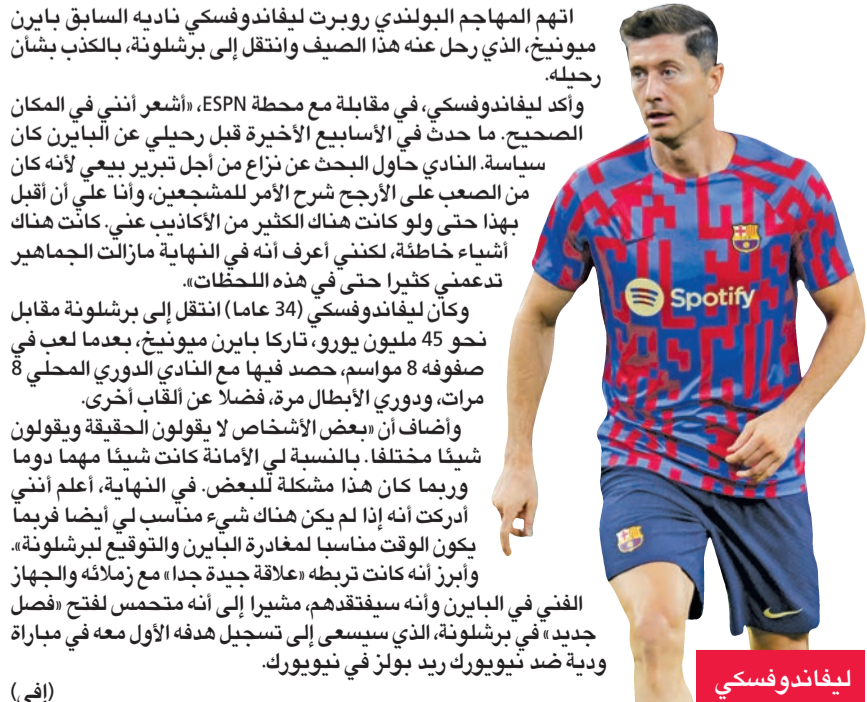 اتهم المهاجم البولندي روبرت ليفاندوفسكي ناديه السابق بايرن
ميونيخ، الذي رحل عنه هذا الصيف وانتقل إلى برشلونة، بالكذب بشأن
رحيله.
وأكد ليفاندوفسكي، في مقابلة مع محطة ESPN، «أشعر أنني في المكان
الصحيح. ما حدث في الأسابيع الأخيرة قبل رحيلي عن البايرن كان
سياسة. النادي حاول البحث عن نزاع من أجل تبرير بيعي لأنه كان
من الصعب على الأرجح شرح الأمر للمشجعين، وأنا علي أن أقبل
بهذا حتى ولو كانت هناك الكثير من الأكاذيب عني. كانت هناك
أشياء خاطئة، لكنني أعرف أنه في النهاية مازالت الجماهير
تدعمني كثيرا حتى في هذه اللحظات».
وكان ليفاندوفسكي (34 عاما) انتقل إلى برشلونة مقابل
نحو 45 مليون يورو، تاركا بايرن ميونيخ، بعدما لعب في
صفوفه 8 مواسم، حصد فيها مع النادي الدوري المحلي 8
مرات، ودوري الأبطال مرة، فضلا عن ألقاب أخرى.
وأضاف أن «بعض الأشخاص لا يقولون الحقيقة ويقولون
شيئا مختلفا. بالنسبة لي الأمانة كانت شيئا مهما دوما
وربما كان هذا مشكلة للبعض. في النهاية، أعلم أنني
أدركت أنه إذا لم يكن هناك شيء مناسب لي أيضا فربما
يكون الوقت مناسبا لمغادرة البايرن والتوقيع لبرشلونة».
وأبرز أنه كانت تربطه «علاقة جيدة جدا» مع زملائه والجهاز
الفني في البايرن وأنه سيفتقدهم، مشيرا إلى أنه متحمس لفتح «فصل
جديد» في برشلونة، الذي سيسعى إلى تسجيل هدفه الأول معه في مباراة
ودية ضد نيويورك ريد بولز في نيويورك.
(إفي)
Spotify
ليفاندوفسكي